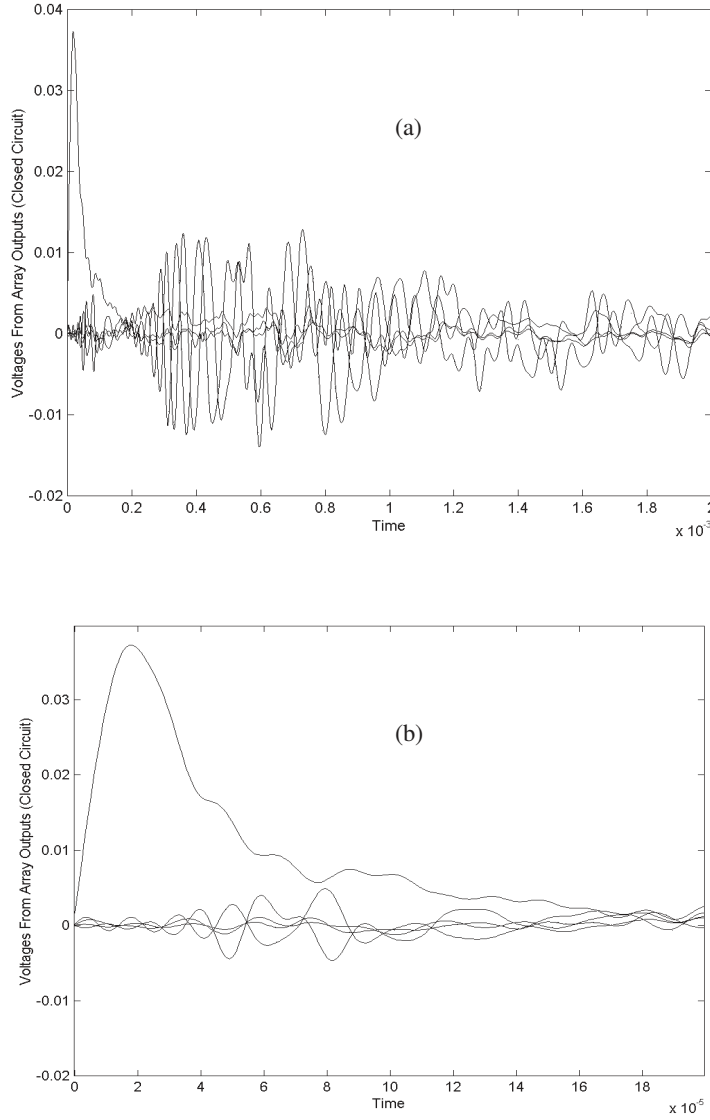 0.04
0.03
0.02
0.01
0
-0.01
-0.02
Voltages From Array Outputs (Closed Circuit)
(a)
0 0.2 0.4 0.6 0.8 1 1.2 1.4 1.6 1.8 2
Time
x 10-3
0.03
0.02
0.01
0
-0.01
-0.02
Voltages From Array Outputs (Closed Circuit)
(b)
0 2 4 6 8 10 12 14 16 18
Time
x 10-5